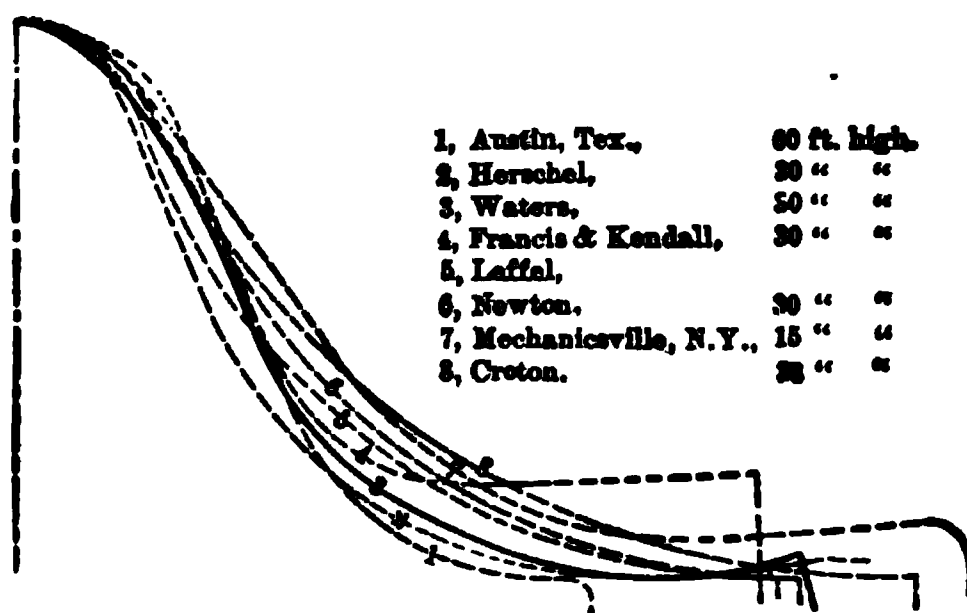 1, Austin, Tex., 60 ft. high.
2, Herschel, 30 “ “
3, Waters, 50 “ “
4, Francis & Kendall, 30 “ “
5, Leffel,
6, Newton. 30 “ “
7, Mechanicsville, N.Y., 15 “ “
8, Croton. “ “